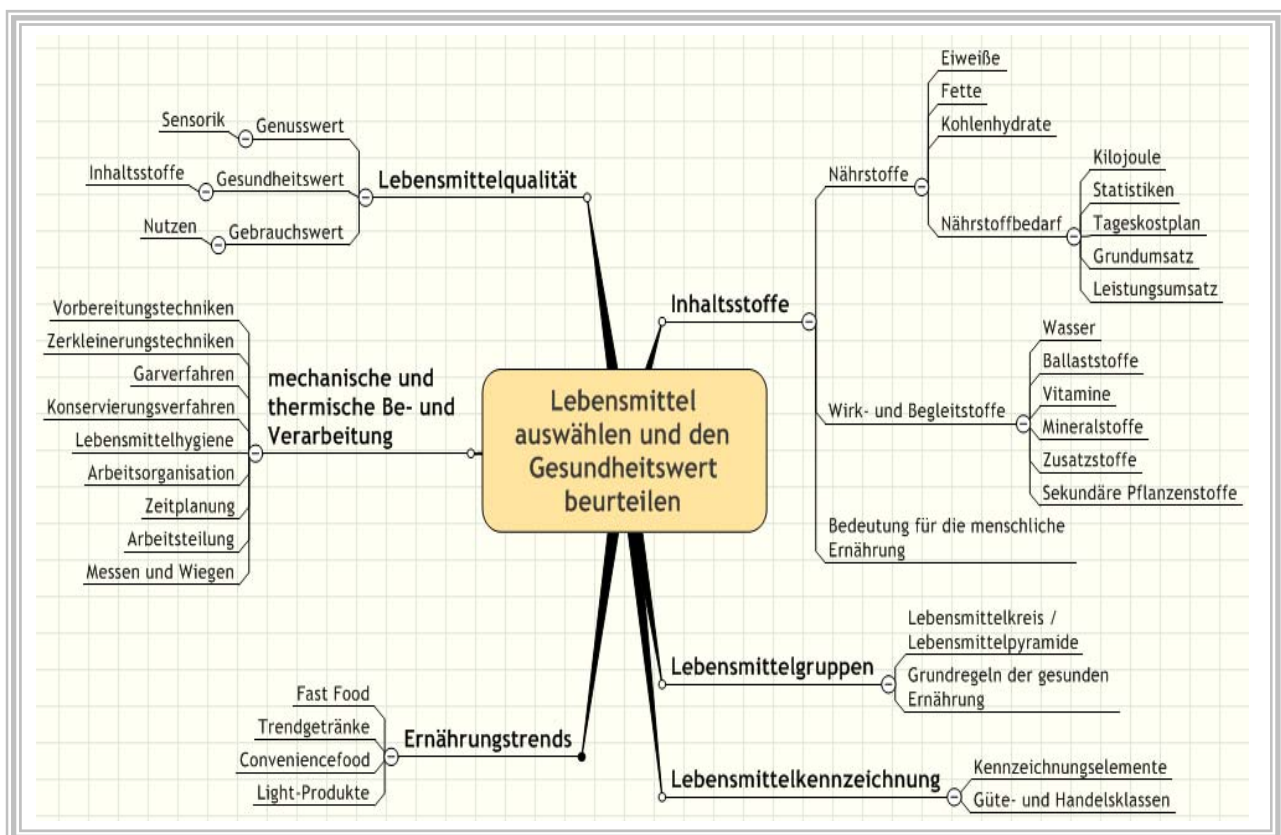 Lebensmittel
auswählen und den
Gesundheitswert
beurteilen
Lebensmittelqualität
Genusswert
Sensorik
Gesundheitswert
Inhaltsstoffe
Gebrauchswert
Nutzen
mechanische und
thermische Be- und
Verarbeitung
Vorbereitungstechniken
Zerkleinerungstechniken
Garverfahren
Konservierungsverfahren
Lebensmittelhygiene
Arbeitsorganisation
Zeitplanung
Arbeitsteilung
Messen und Wiegen
Ernährungstrends
Fast Food
Trendgetränke
Conveniencefood
Light-Produkte
Inhaltsstoffe
Nährstoffe
Eiweiße
Fette
Kohlenhydrate
Nährstoffbedarf
Kilojoule
Statistiken
Tageskostplan
Grundumsatz
Leistungsumsatz
Wirk- und Begleitstoffe
Wasser
Ballaststoffe
Vitamine
Mineralstoffe
Zusatzstoffe
Sekundäre Pflanzenstoffe
Bedeutung für die menschliche
Ernährung
Lebensmittelgruppen
Lebensmittelkreis /
Lebensmittelpyramide
Grundregeln der gesunden
Ernährung
Lebensmittelkennzeichnung
Kennzeichnungselemente
Güte- und Handelsklassen